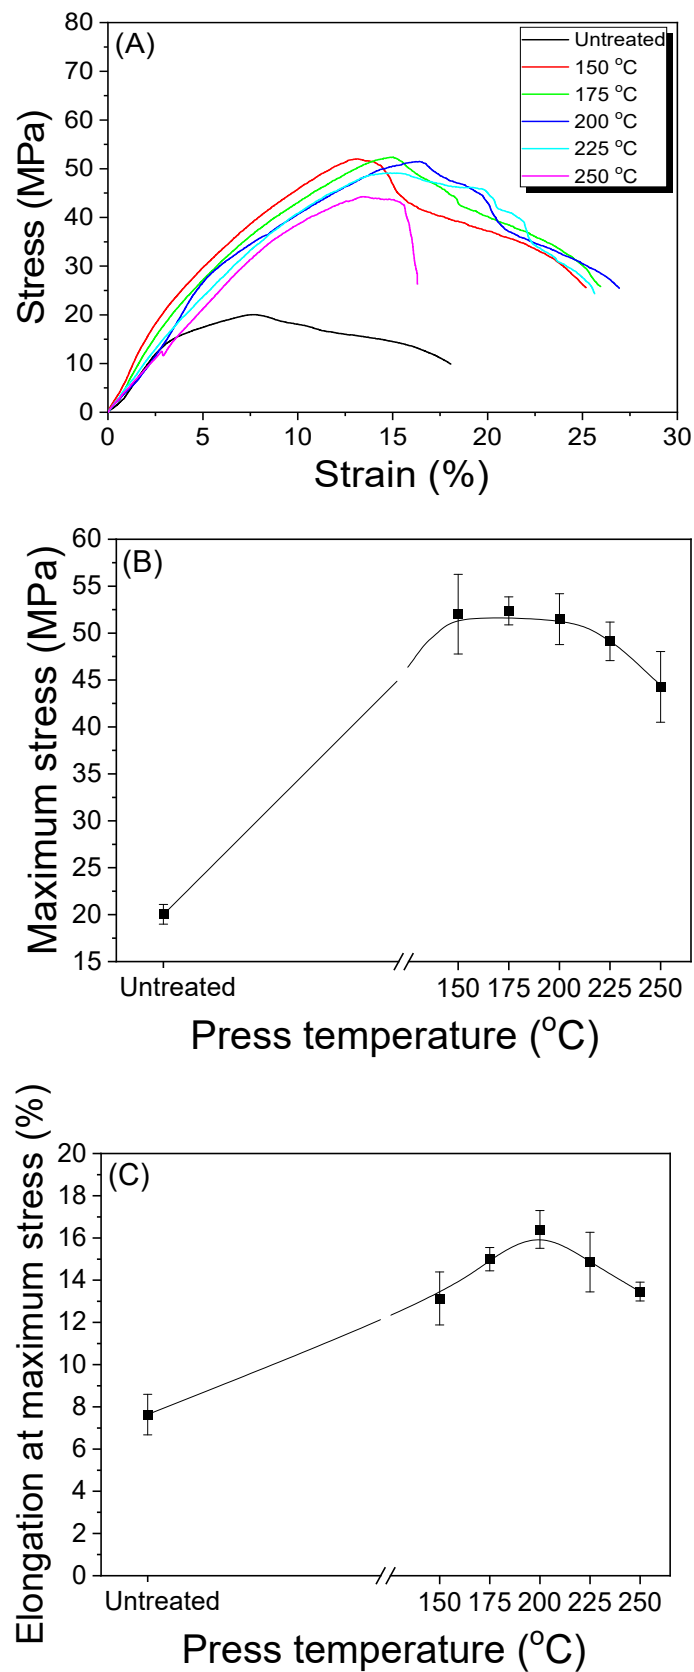 (A)
Untreated
150 °C
175 °C
200 °C
225 °C
250 °C
80
70
60
50
40
30
20
10
0
Stress (MPa)
0 5 10 15 20 25 30
Strain (%)
(B)
60
55
50
45
40
35
30
25
20
15
Maximum stress (MPa)
Untreated 150 175 200 225 250
Press temperature (°C)
(C)
20
18
16
14
12
10
8
6
4
2
0
Elongation at maximum stress (%)
Untreated 150 175 200 225 250
Press temperature (°C)